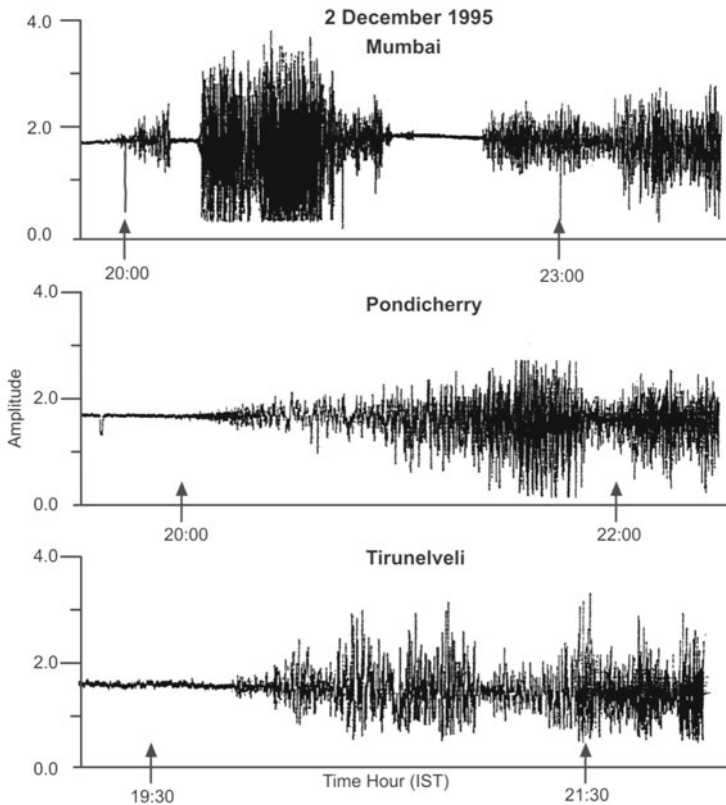 2 December 1995
Mumbai
4.0
2.0
0.0
20:00
23:00
Pondicherry
4.0
2.0
0.0
20:00
22:00
Amplitude
Tirunelveli
4.0
2.0
0.0
19:30
Time Hour (IST)
21:30